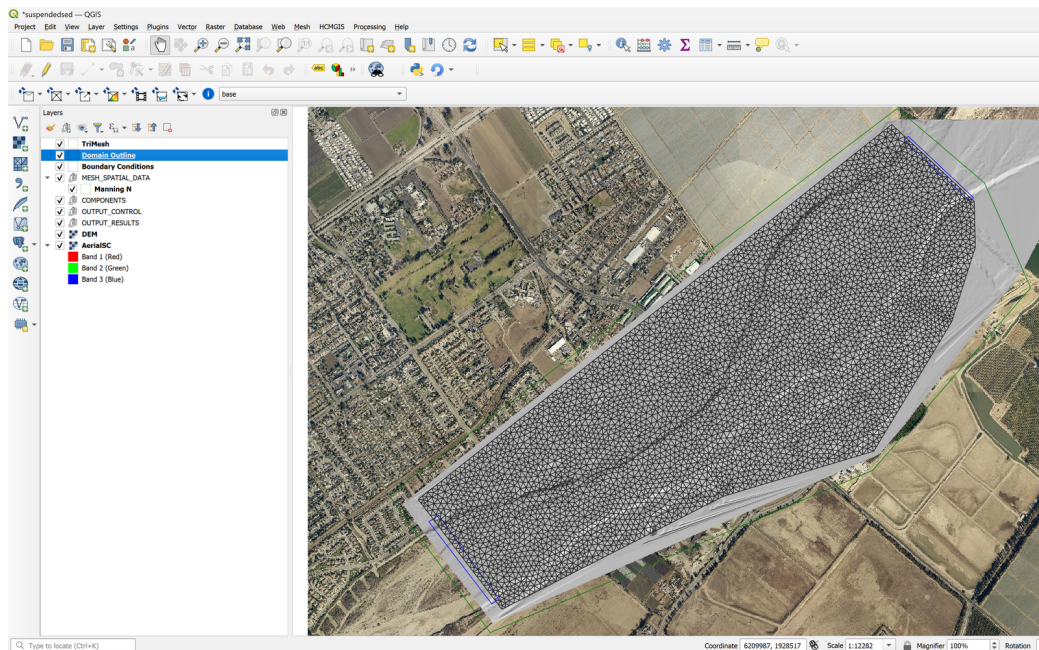 *suspendedsed — QGIS
Project Edit View Layer Settings Plugins Vector Raster Database Web Mesh HCMGIS Processing Help
abc
base
Layers
TriMesh
Domain Outline
Boundary Conditions
MESH_SPATIAL_DATA
Manning N
COMPONENTS
OUTPUT_CONTROL
OUTPUT_RESULTS
DEM
AerialSC
Band 1 (Red)
Band 2 (Green)
Band 3 (Blue)
Type to locate (Ctrl+K)
Coordinate 6209987, 1928517 Scale 1:12282 Magnifier 100% Rotation